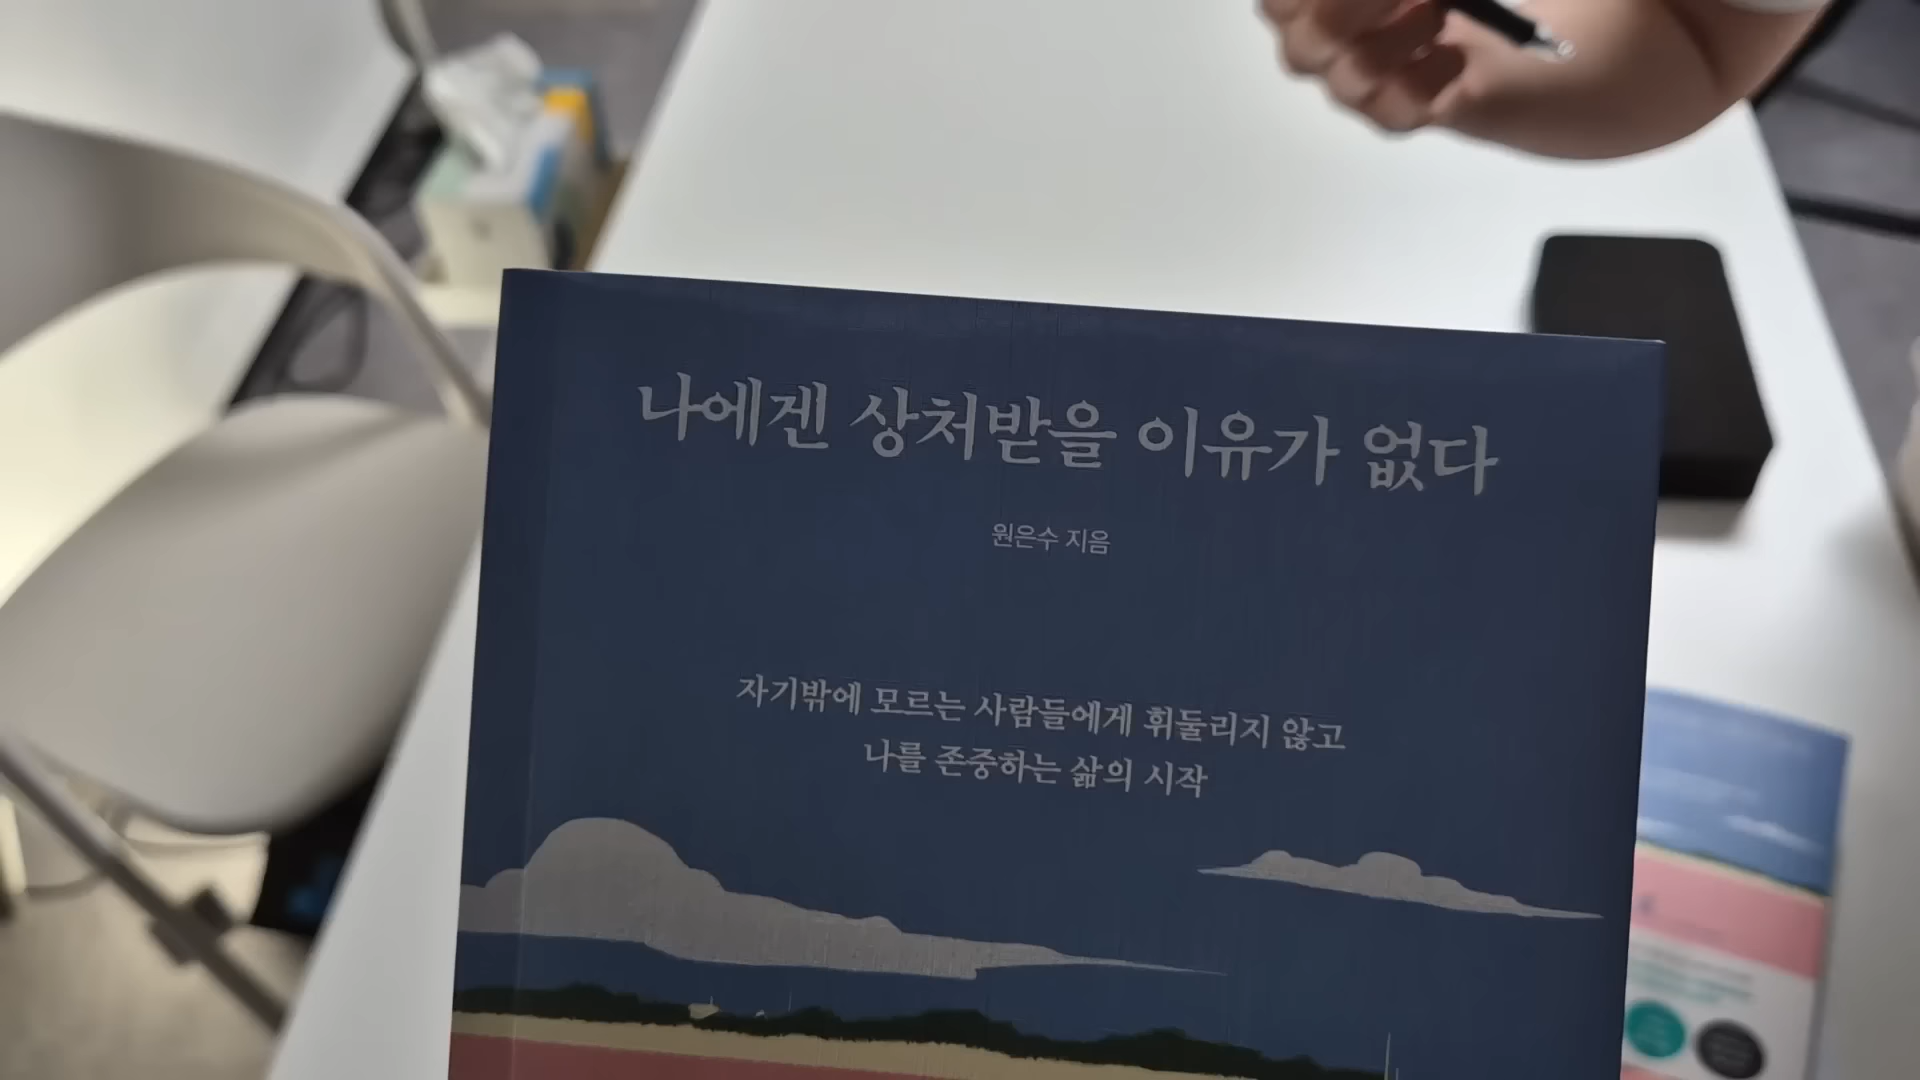 나에겐 상처받을 이유가 없다
원은수 지음
자기밖에 모르는 사람들에게 휘둘리지 않고
나를 존중하는 삶의 시작